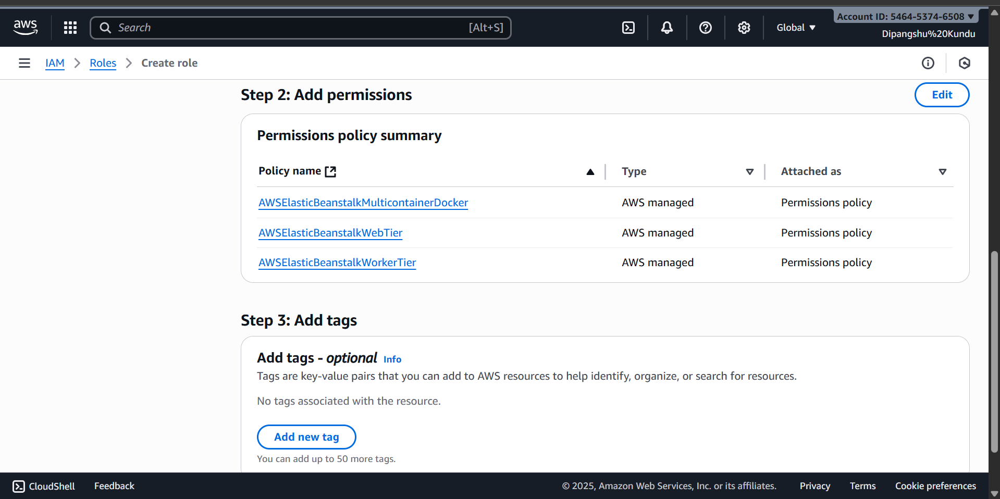 aws
Search
[Alt+S]
Global
Account ID: 5464-5374-6508
Dipangshu%20Kundu
IAM
Roles
Create role
Step 2: Add permissions
Edit
Permissions policy summary
Policy name
Type
Attached as
AWSElasticBeanstalkMulticontainerDocker
AWS managed
Permissions policy
AWSElasticBeanstalkWebTier
AWS managed
Permissions policy
AWSElasticBeanstalkWorkerTier
AWS managed
Permissions policy
Step 3: Add tags
Add tags - optional Info
Tags are key-value pairs that you can add to AWS resources to help identify, organize, or search for resources.
No tags associated with the resource.
Add new tag
You can add up to 50 more tags.
CloudShell
Feedback
© 2025, Amazon Web Services, Inc. or its affiliates.
Privacy
Terms
Cookie preferences